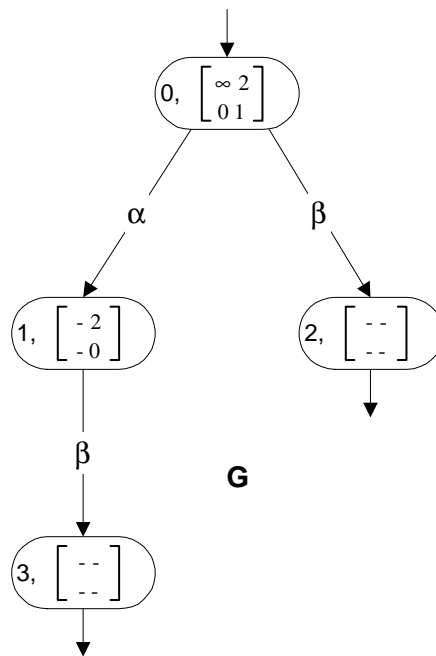 0, [ ∞ 2
0 1 ]
α
β
1, [ - 2
- 0 ]
2, [ - -
- - ]
β
G
3, [ - -
- - ]